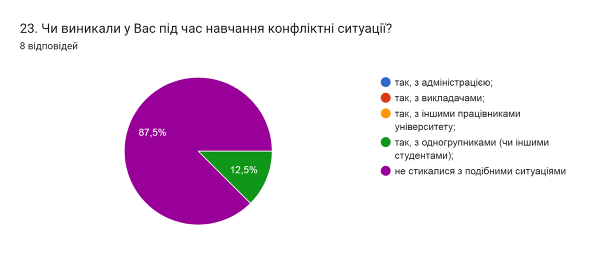 23. Чи виникали у Вас під час навчання конфліктні ситуації?
8 відповідей
87,5%
12,5%
так, з адміністрацією;
так, з викладачами;
так, з іншими працівниками
університету;
так, з одногрупниками (чи іншими
студентами);
не стикалися з подібними ситуаціями